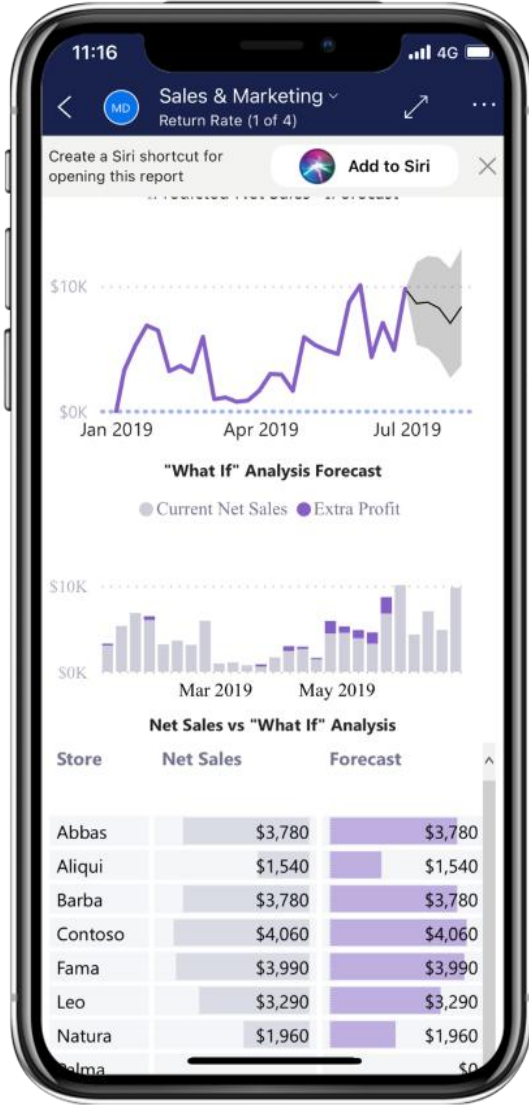 11:16
4G
MD
Sales & Marketing
Return Rate (1 of 4)
Create a Siri shortcut for
opening this report
Add to Siri
$10K
$0K
Jan 2019 Apr 2019 Jul 2019
"What If" Analysis Forecast
Current Net Sales Extra Profit
$10K
$0K
Mar 2019 May 2019
Net Sales vs "What If" Analysis
Store Net Sales Forecast
Abbas $3,780 $3,780
Aliqui $1,540 $1,540
Barba $3,780 $3,780
Contoso $4,060 $4,060
Fama $3,990 $3,990
Leo $3,290 $3,290
Natura $1,960 $1,960
$0